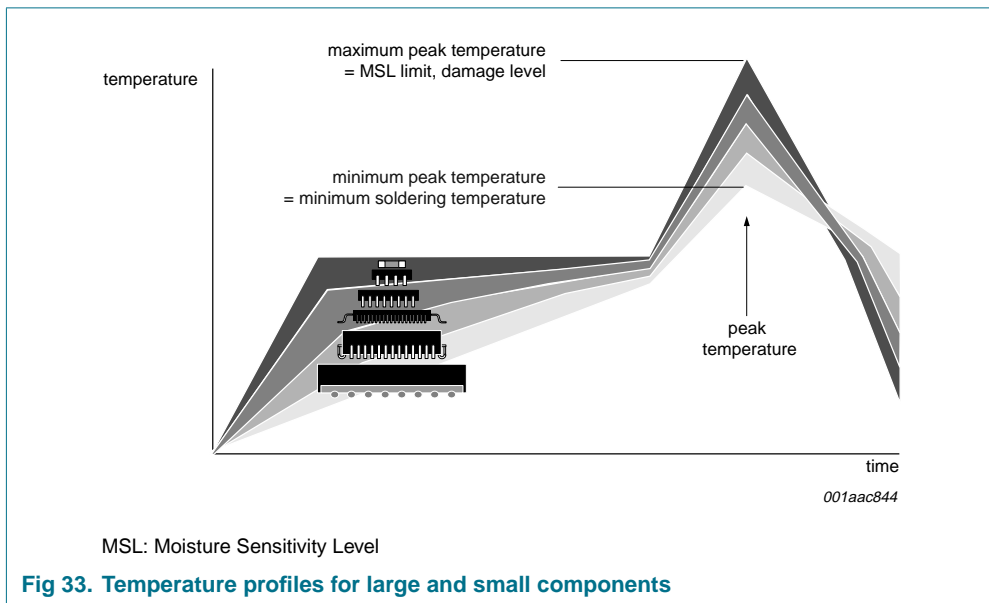 maximum peak temperature
= MSL limit, damage level
temperature
minimum peak temperature
= minimum soldering temperature
peak
temperature
time
001aac844
MSL: Moisture Sensitivity Level
Fig 33. Temperature profiles for large and small components